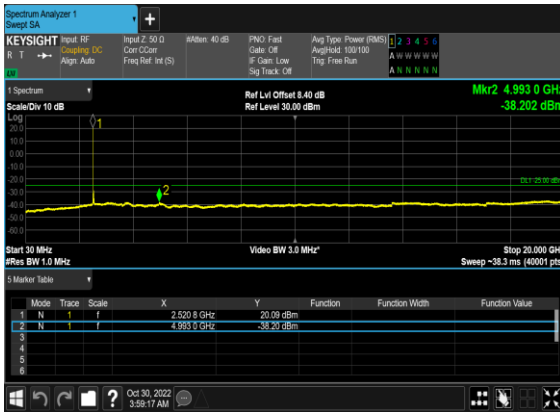 Spectrum Analyzer 1
Swept SA
+
KEYSIGHT Input: RF Input Z: 50 Ω #Atten: 40 dB PNO: Fast Avg Type: Power (RMS) 1 2 3 4 5 6
R T Coupling: DC Corr CCorr Gate: Off Avg|Hold: 100/100 A W W W W W
Align: Auto Freq Ref: Int (S) IF Gain: Low Trig: Free Run
LNI Sig Track: Off A N N N N N
1 Spectrum Ref Lvl Offset 8.40 dB Mkr2 4.993 0 GHz
Scale/Div 10 dB Ref Level 30.00 dBm -38.202 dBm
Log
1
20.0
10.0
0.00
-10.0
-20.0
DL1 -25.00 dBm
-30.0
2
-40.0
-50.0
-60.0
Start 30 MHz Video BW 3.0 MHz* Stop 20.000 GHz
#Res BW 1.0 MHz Sweep ~38.3 ms (40001 pts)
5 Marker Table
Mode Trace Scale X Y Function Function Width Function Value
1 N 1 f 2.520 8 GHz 20.09 dBm
2 N 1 f 4.993 0 GHz -38.20 dBm
3
4
5
6
? Oct 30, 2022
3:59:17 AM